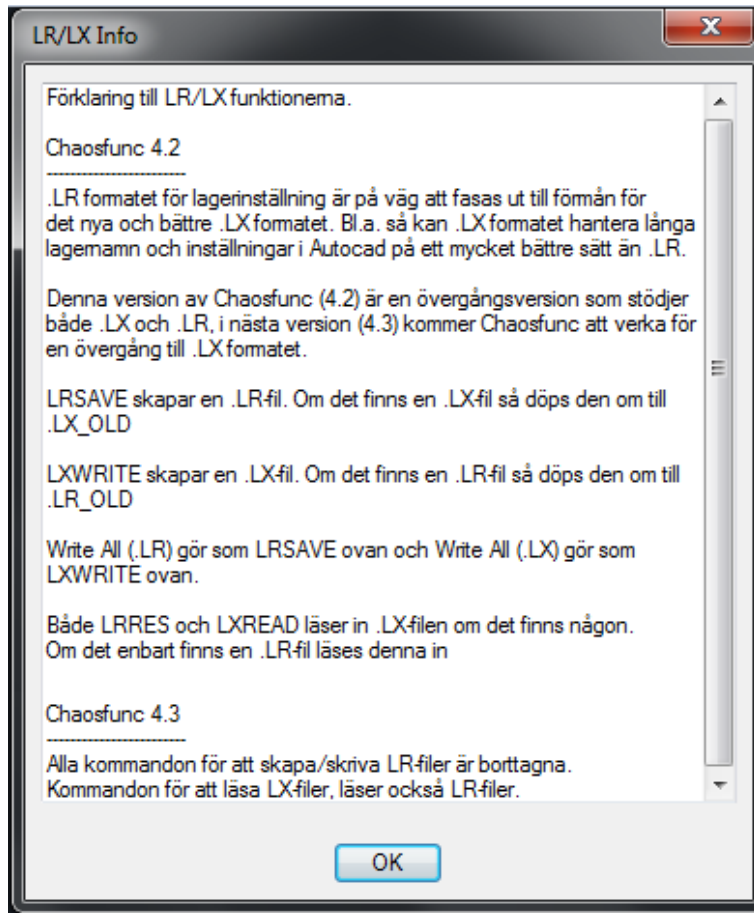 LR/LX Info
Förklaring till LR/LX funktionerna.
Chaosfunc 4.2
------------------------
.LR formatet för lagerinställning är på väg att fasas ut till förmån för
det nya och bättre .LX formatet. Bl.a. så kan .LX formatet hantera långa
lagernamn och inställningar i Autocad på ett mycket bättre sätt än .LR.
Denna version av Chaosfunc (4.2) är en övergångsversion som stödjer
både .LX och .LR, i nästa version (4.3) kommer Chaosfunc att verka för
en övergång till .LX formatet.
LRSAVE skapar en .LR-fil. Om det finns en .LX-fil så döps den om till
.LX_OLD
LXWRITE skapar en .LX-fil. Om det finns en .LR-fil så döps den om till
.LR_OLD
Write All (.LR) gör som LRSAVE ovan och Write All (.LX) gör som
LXWRITE ovan.
Både LRRES och LXREAD läser in .LX-filen om det finns någon.
Om det enbart finns en .LR-fil läses denna in
Chaosfunc 4.3
------------------------
Alla kommandon för att skapa/skriva LR-filer är borttagna.
Kommandon för att läsa LX-filer, läser också LR-filer.
OK